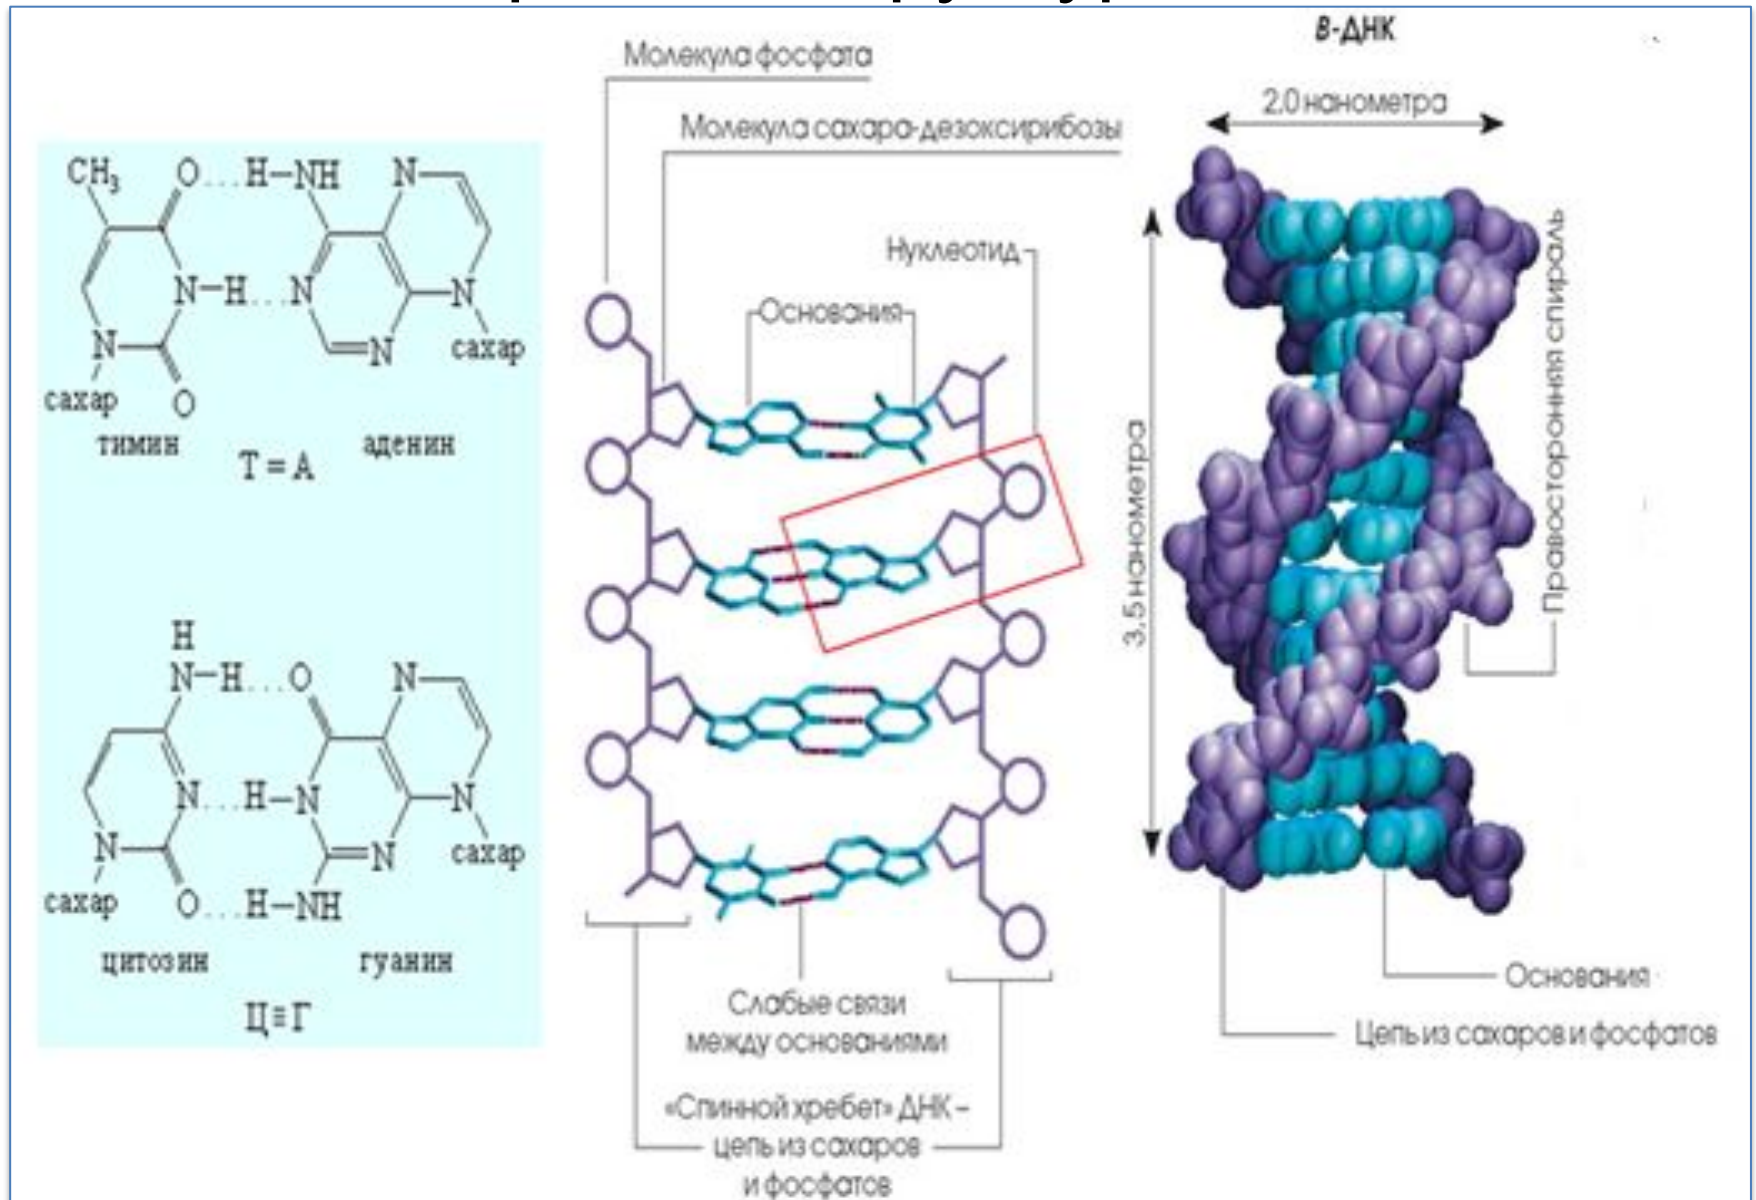 В-ДНК
2.0 нанометра
3,5 нанометра
Правосторонняя спираль
Основания
Цепь из сахаров и фосфатов
Молекула фосфата
Молекула сахара-дезоксирибозы
Нуклеотид
Основания
Слабые связи
между основаниями
«Спинной хребет» ДНК –
цепь из сахаров
и фосфатов
CH₃ O...H–NH N
N–H...N N
N N сахар
сахар O
тимин аденин
Т=А
H
N–H...O N
N...H–N N
N N сахар
сахар O...H–NH
цитозин гуанин
Ц≡Г